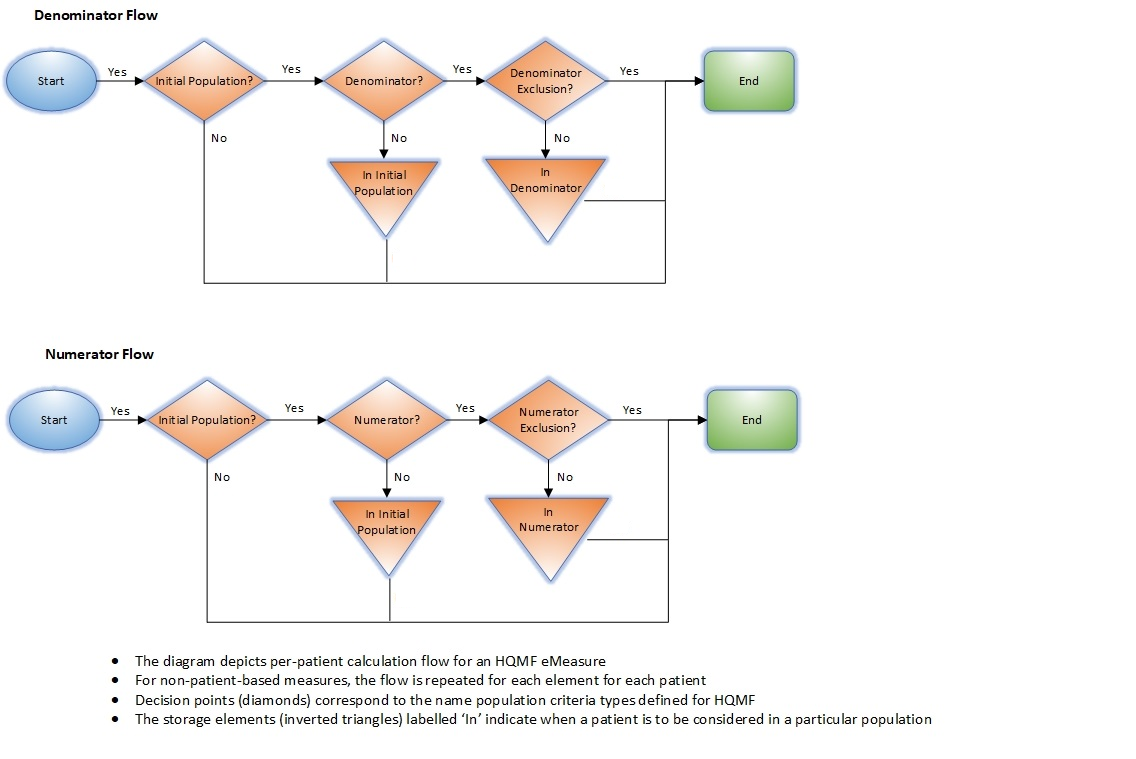 Denominator Flow
Start
Yes
Initial Population?
Yes
Denominator?
Yes
Denominator
Exclusion?
Yes
End
No
No
No
In Initial
Population
In
Denominator
Numerator Flow
Start
Yes
Initial Population?
Yes
Numerator?
Yes
Numerator
Exclusion?
Yes
End
No
No
No
In Initial
Population
In
Numerator
• The diagram depicts per-patient calculation flow for an HQMF eMeasure
• For non-patient-based measures, the flow is repeated for each element for each patient
• Decision points (diamonds) correspond to the name population criteria types defined for HQMF
• The storage elements (inverted triangles) labelled ‘In’ indicate when a patient is to be considered in a particular population